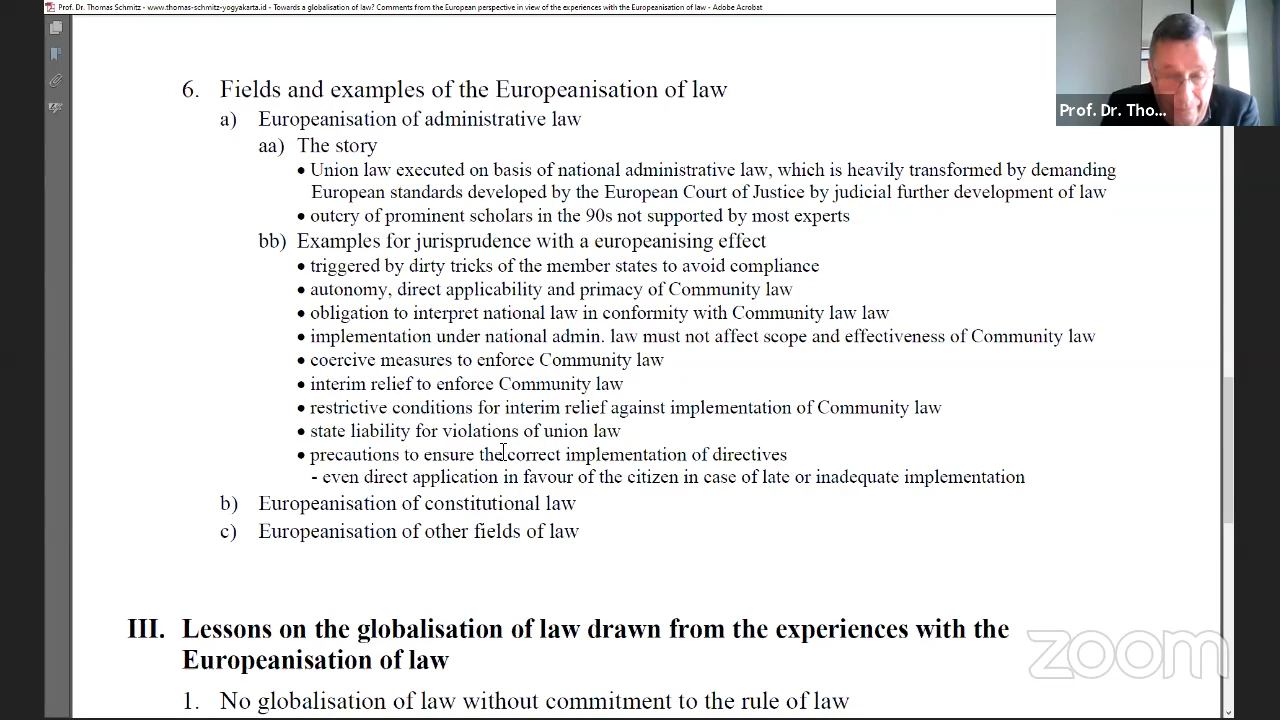 Prof. Dr. Thomas Schmitz - www.thomas-schmitz-yogyakarta.id - Towards a globalisation of law? Comments from the European perspective in view of the experiences with the Europeanisation of law - Adobe Acrobat
Prof. Dr. Tho...
6. Fields and examples of the Europeanisation of law
a) Europeanisation of administrative law
aa) The story
• Union law executed on basis of national administrative law, which is heavily transformed by demanding
European standards developed by the European Court of Justice by judicial further development of law
• outcry of prominent scholars in the 90s not supported by most experts
bb) Examples for jurisprudence with a europeanising effect
• triggered by dirty tricks of the member states to avoid compliance
• autonomy, direct applicability and primacy of Community law
• obligation to interpret national law in conformity with Community law law
• implementation under national admin. law must not affect scope and effectiveness of Community law
• coercive measures to enforce Community law
• interim relief to enforce Community law
• restrictive conditions for interim relief against implementation of Community law
• state liability for violations of union law
• precautions to ensure the correct implementation of directives
- even direct application in favour of the citizen in case of late or inadequate implementation
b) Europeanisation of constitutional law
c) Europeanisation of other fields of law
III. Lessons on the globalisation of law drawn from the experiences with the
Europeanisation of law
zoom
1. No globalisation of law without commitment to the rule of law